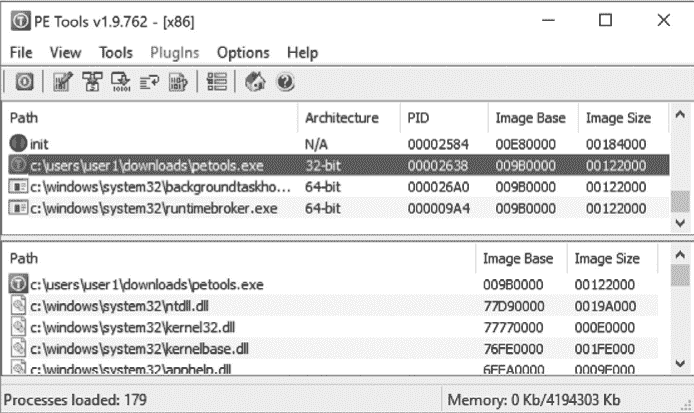 PE Tools v1.9.762 - [x86]
File View Tools PlugIns Options Help
Path Architecture PID Image Base Image Size
init N/A 00002584 00E80000 00184000
c:\users\user1\downloads\petools.exe 32-bit 00002638 009B0000 00122000
c:\windows\system32\backgroundtaskho... 64-bit 000026A0 009B0000 00122000
c:\windows\system32\runtimebroker.exe 64-bit 000009A4 009B0000 00122000
Path Image Base Image Size
c:\users\user1\downloads\petools.exe 009B0000 00122000
c:\windows\system32\ntdll.dll 77D90000 0019A000
c:\windows\system32\kernel32.dll 77770000 000E0000
c:\windows\system32\kernelbase.dll 76FE0000 001FE000
c:\windows\system32\apphelp.dll 6FEA0000 0009F000
Processes loaded: 179 Memory: 0 Kb/4194303 Kb